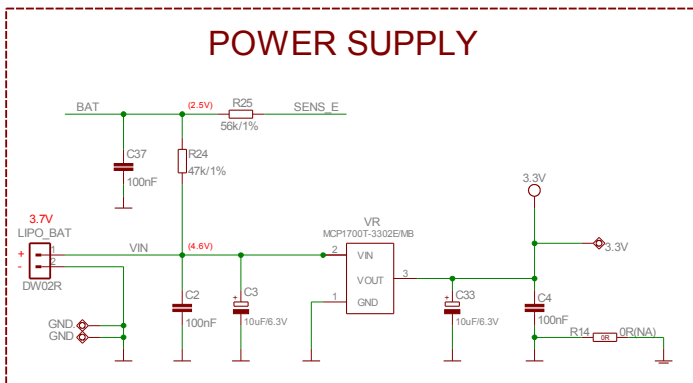 POWER SUPPLY
BAT
(2.5V)
R25
SENS_E
56k/1%
C37
100nF
R24
47k/1%
3.3V
3.7V
LIPO_BAT
VIN
(4.6V)
VR
MCP1700T-3302E/MB
+ 1
- 2
DW02R
2
VIN
VOUT
3
1
GND
3.3V
C2
100nF
+
C3
10uF/6.3V
+
C33
10uF/6.3V
C4
100nF
GND
GND
R14
0R
0R(NA)